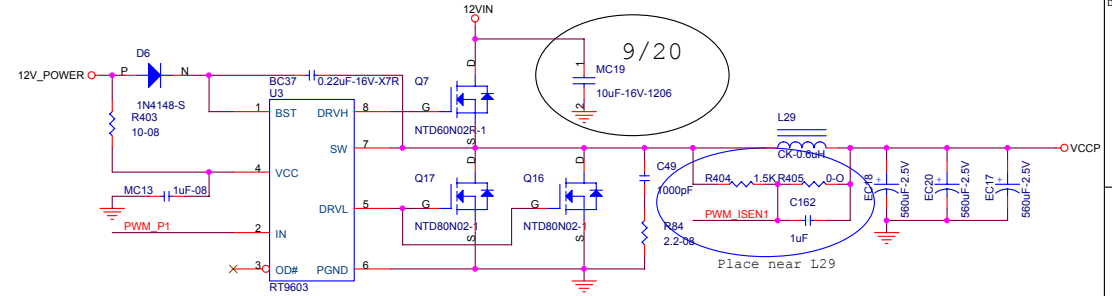 12VIN
9/20
D6
12V_POWER
P
N
D
1
MC19
BC37
0.22uF-16V-X7R
Q7
U3
10uF-16V-1206
1N4148-S
1
BST
DRVH
8
G
2
R403
10-08
NTD60N02R-1
S
L29
SW
7
VCCP
CK-0.6uH
D
D
C49
4
VCC
Q17
Q16
1000pF
R404
1.5K
R405
0-O
EC18
560uF-2.5V
EC20
560uF-2.5V
EC17
560uF-2.5V
MC13
1uF-08
DRVL
5
G
G
C162
NTD80N02-1
NTD80N02-1
PWM_ISEN1
PWM_P1
2
IN
S
S
R84
2.2-08
1uF
3
OD#
PGND
6
Place near L29
RT9603